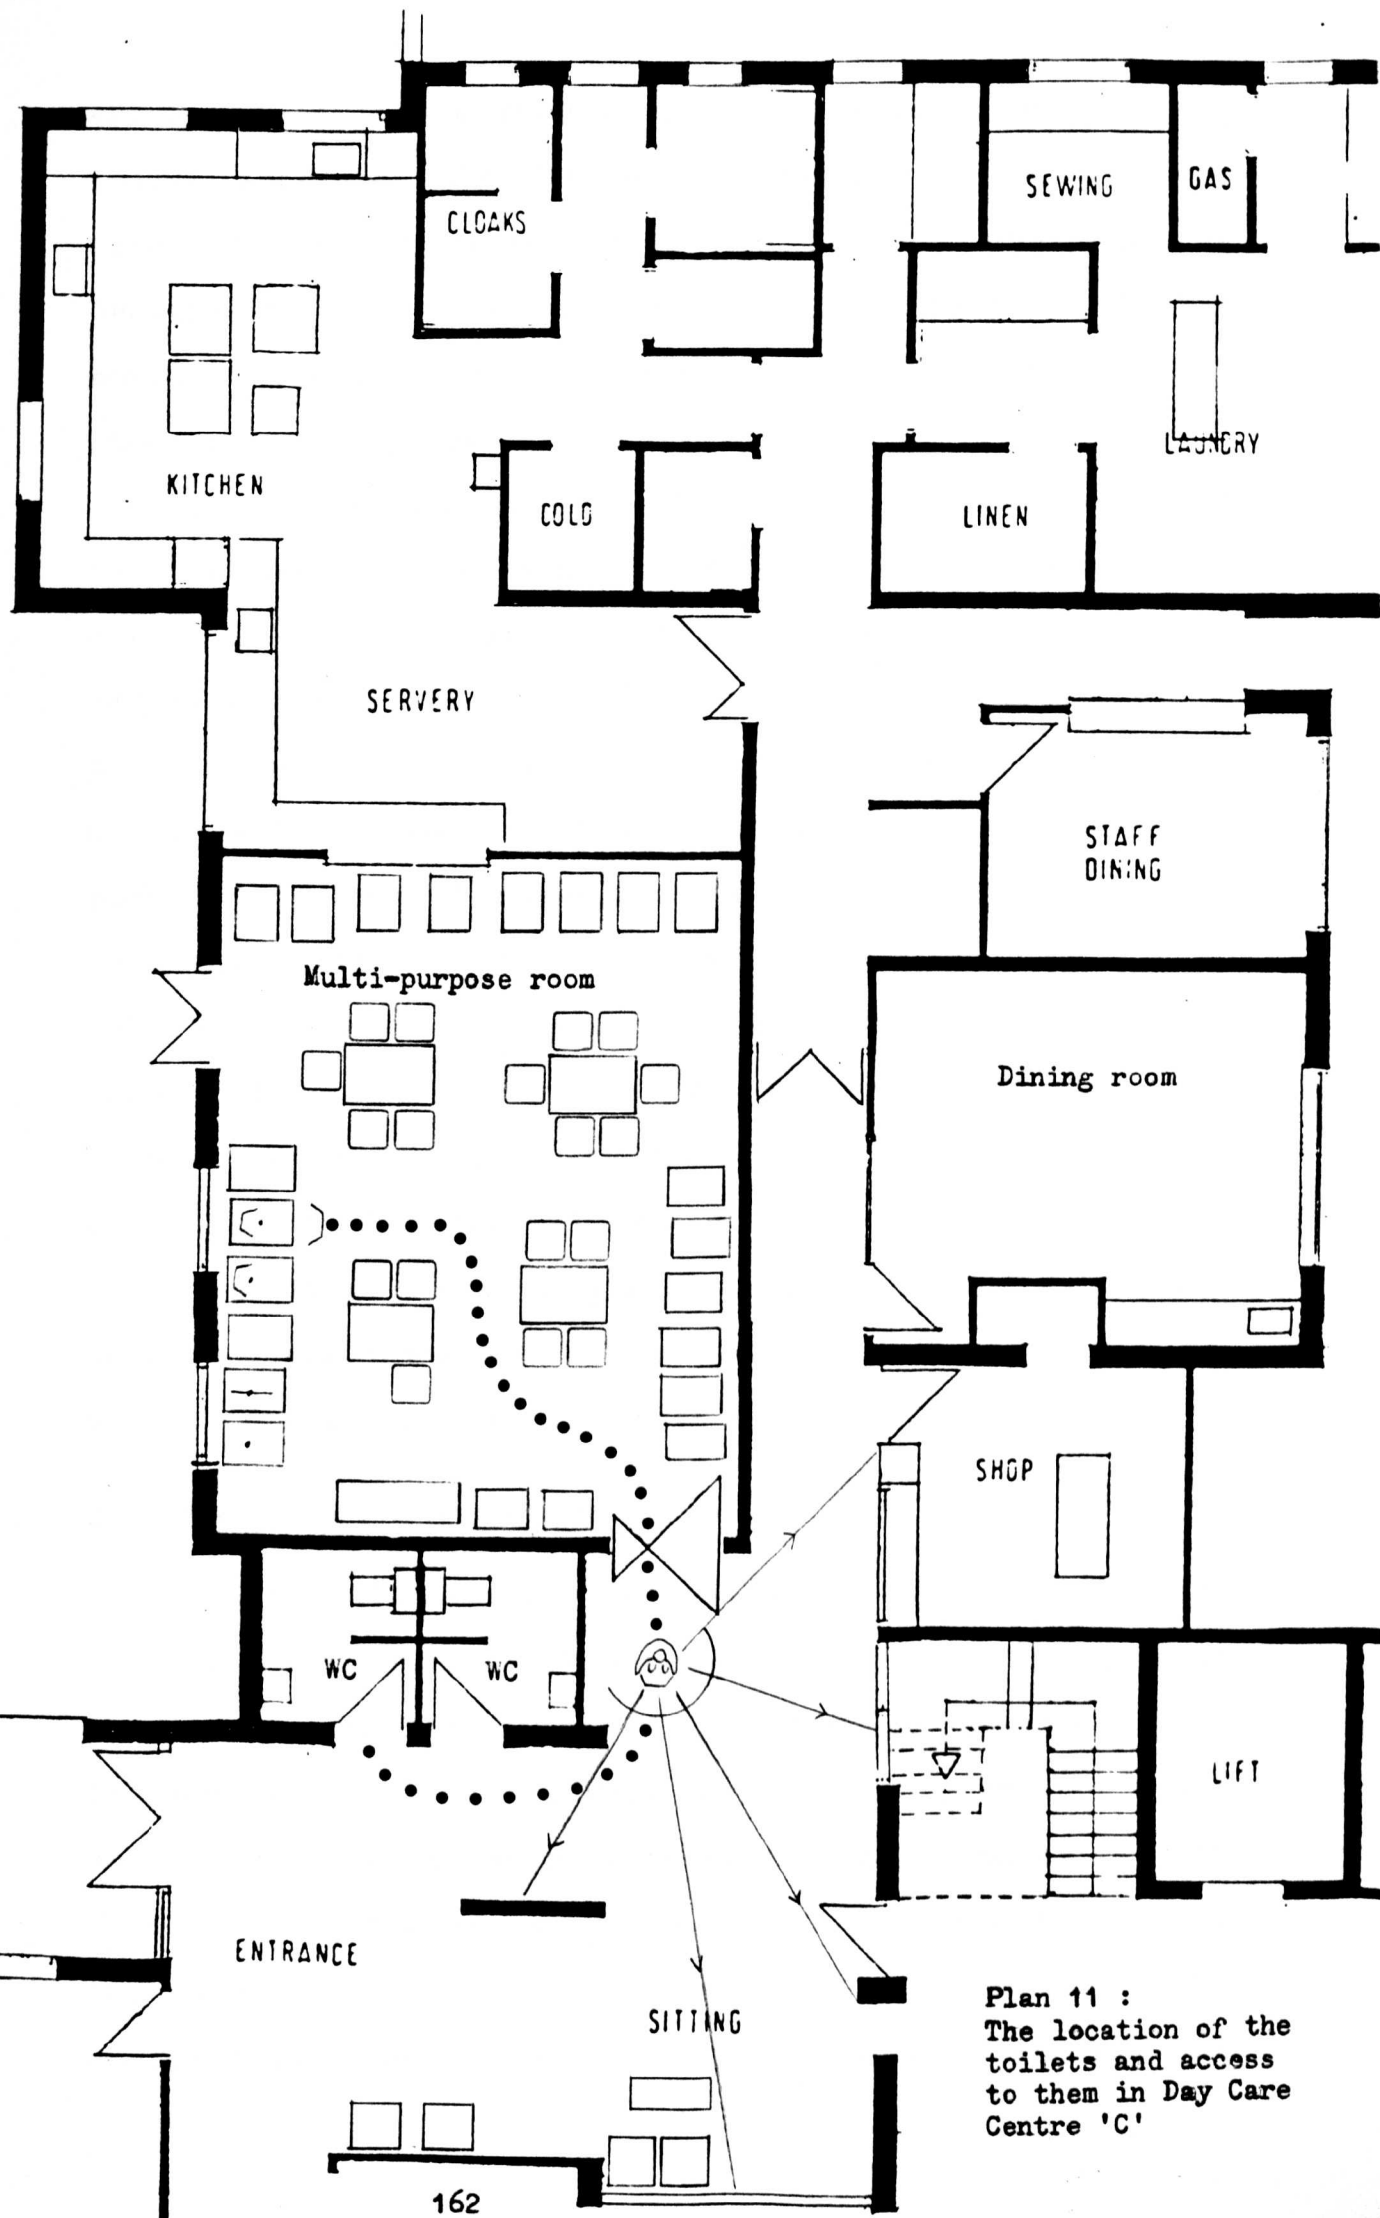 SEWING
GAS
CLOAKS
LAUNDRY
KITCHEN
COLD
LINEN
SERVERY
STAFF
DINING
Multi-purpose room
Dining room
SHOP
WC
WC
LIFT
ENTRANCE
SITTING
Plan 11 :
The location of the
toilets and access
to them in Day Care
Centre 'C'
162